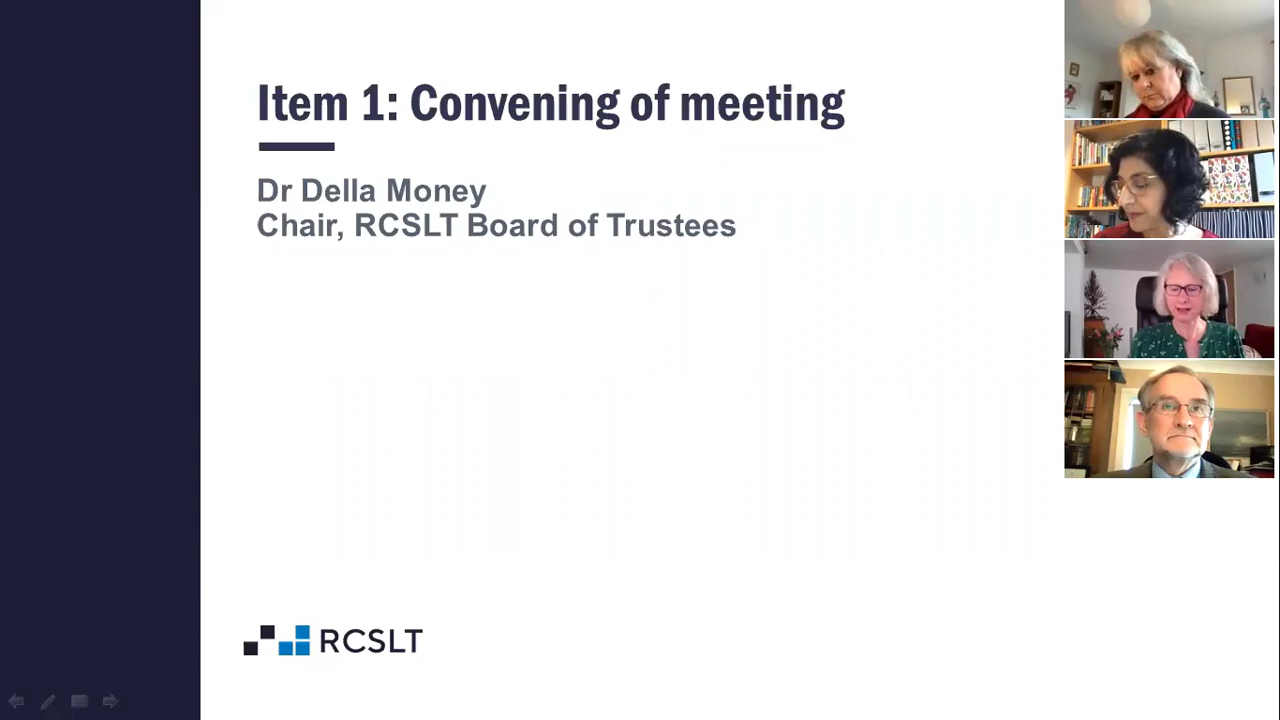 Item 1: Convening of meeting
Dr Della Money
Chair, RCSLT Board of Trustees
RCSLT